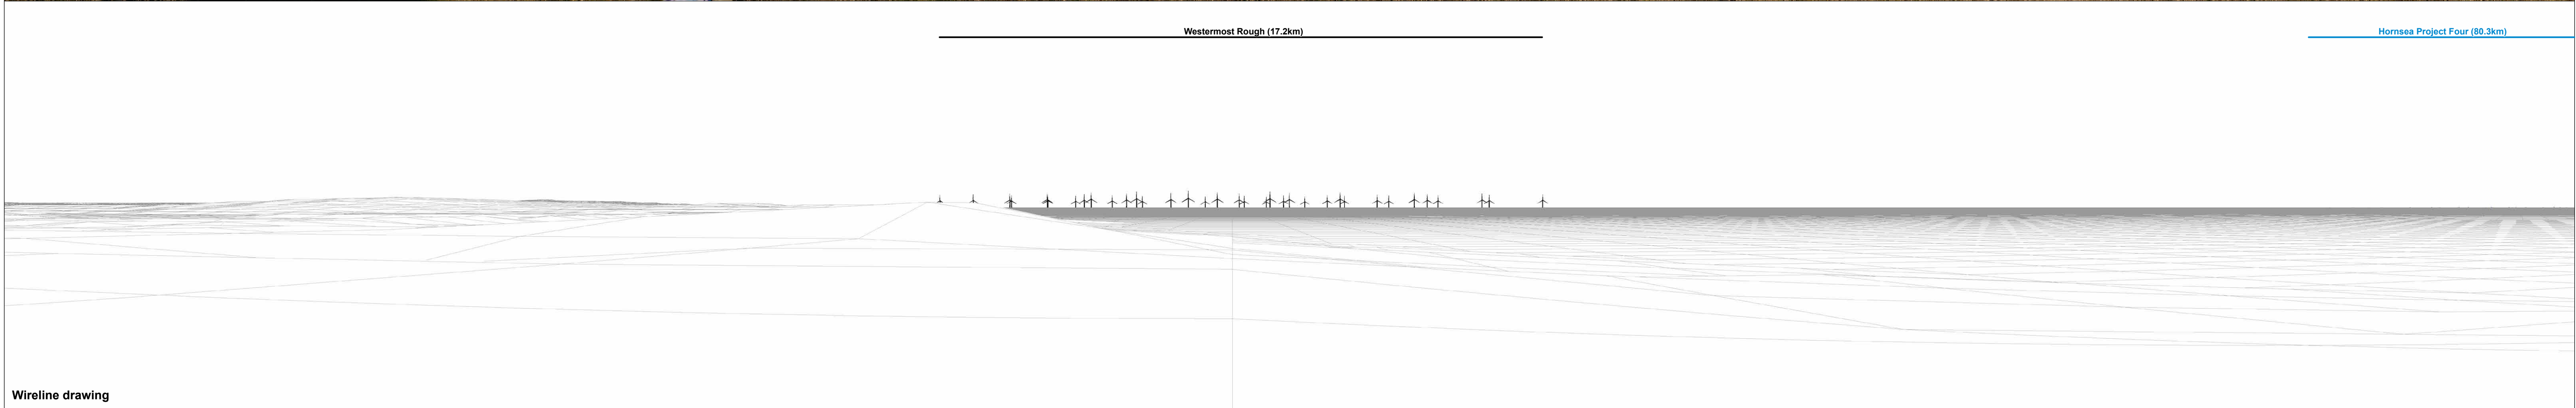 Westermost Rough (17.2km)
Hornsea Project Four (80.3km)
Wireline drawing